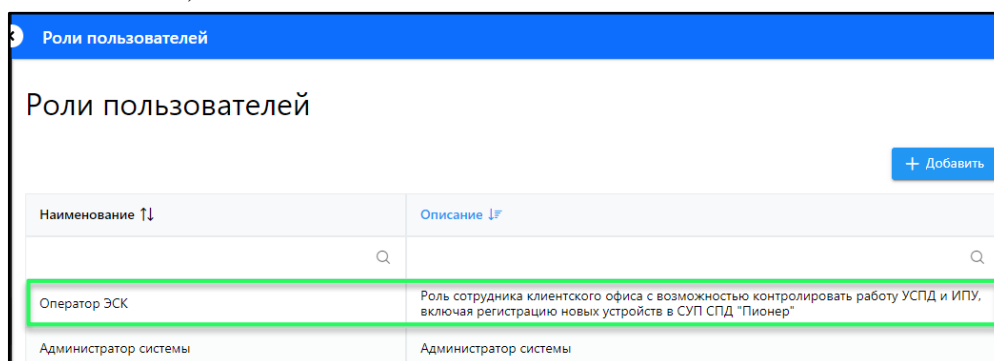 Роли пользователей
Роли пользователей
+ Добавить
Наименование Описание
Оператор ЭСК Роль сотрудника клиентского офиса с возможностью контролировать работу УСПД и ИПУ,
включая регистрацию новых устройств в СУП СПД "Пионер"
Администратор системы Администратор системы